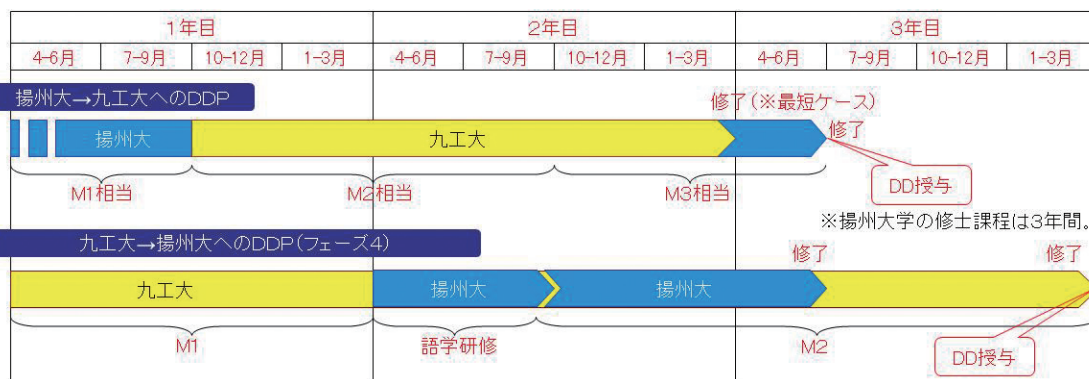 1年目 2年目 3年目
4-6月 7-9月 10-12月 1-3月 4-6月 7-9月 10-12月 1-3月 4-6月 7-9月 10-12月 1-3月
揚州大→九工大へのDDP
修了(※最短ケース)
揚州大 九工大 修了
M1相当 M2相当 M3相当 DD授与
※揚州大学の修士課程は3年間。
九工大→揚州大へのDDP(フェーズ4)
修了 修了
九工大 揚州大 揚州大
M1 語学研修 M2 DD授与